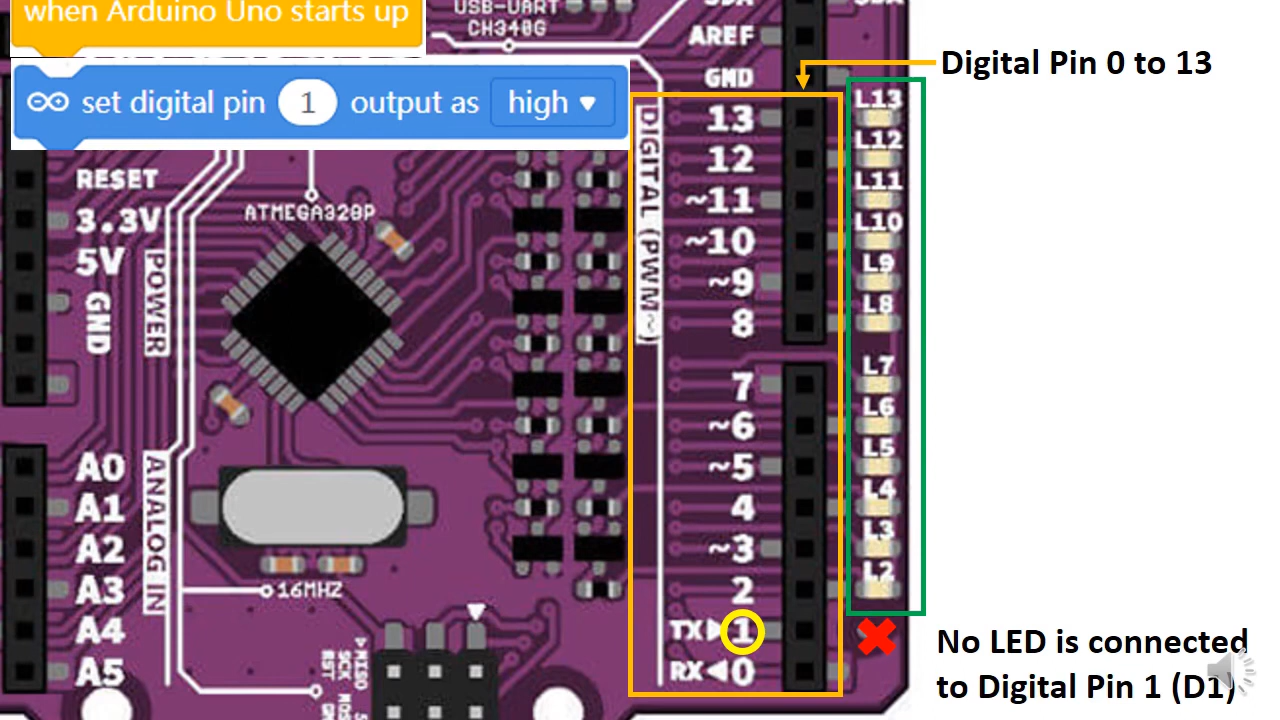 when Arduino Uno starts up
set digital pin 1 output as high ▼
USB-UART
CH340G
AREF
GND
Digital Pin 0 to 13
DIGITAL (PWM~)
13
12
~11
~10
~9
8
7
~6
~5
4
~3
2
TX▶1
RX◀0
L13
L12
L11
L10
L9
L8
L7
L6
L5
L4
L3
L2
RESET
3.3V
5V
GND
POWER
ATMEGA328P
A0
A1
A2
A3
A4
A5
ANALOG IN
16MHZ
MISO
SCK
RST
No LED is connected
to Digital Pin 1 (D1)